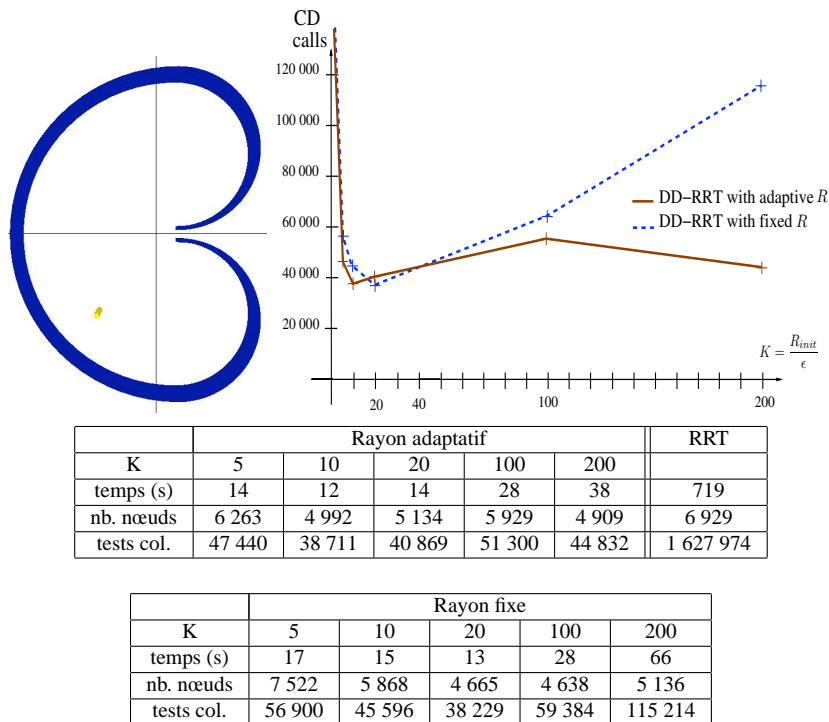 CD
calls
120 000
100 000
80 000
60 000
40 000
20 000
DD−RRT with adaptive R
DD−RRT with fixed R
K = R_init / ϵ
20 40 100 200
Rayon adaptatif RRT
K 5 10 20 100 200
temps (s) 14 12 14 28 38 719
nb. nœuds 6 263 4 992 5 134 5 929 4 909 6 929
tests col. 47 440 38 711 40 869 51 300 44 832 1 627 974
Rayon fixe
K 5 10 20 100 200
temps (s) 17 15 13 28 66
nb. nœuds 7 522 5 868 4 665 4 638 5 136
tests col. 56 900 45 596 38 229 59 384 115 214